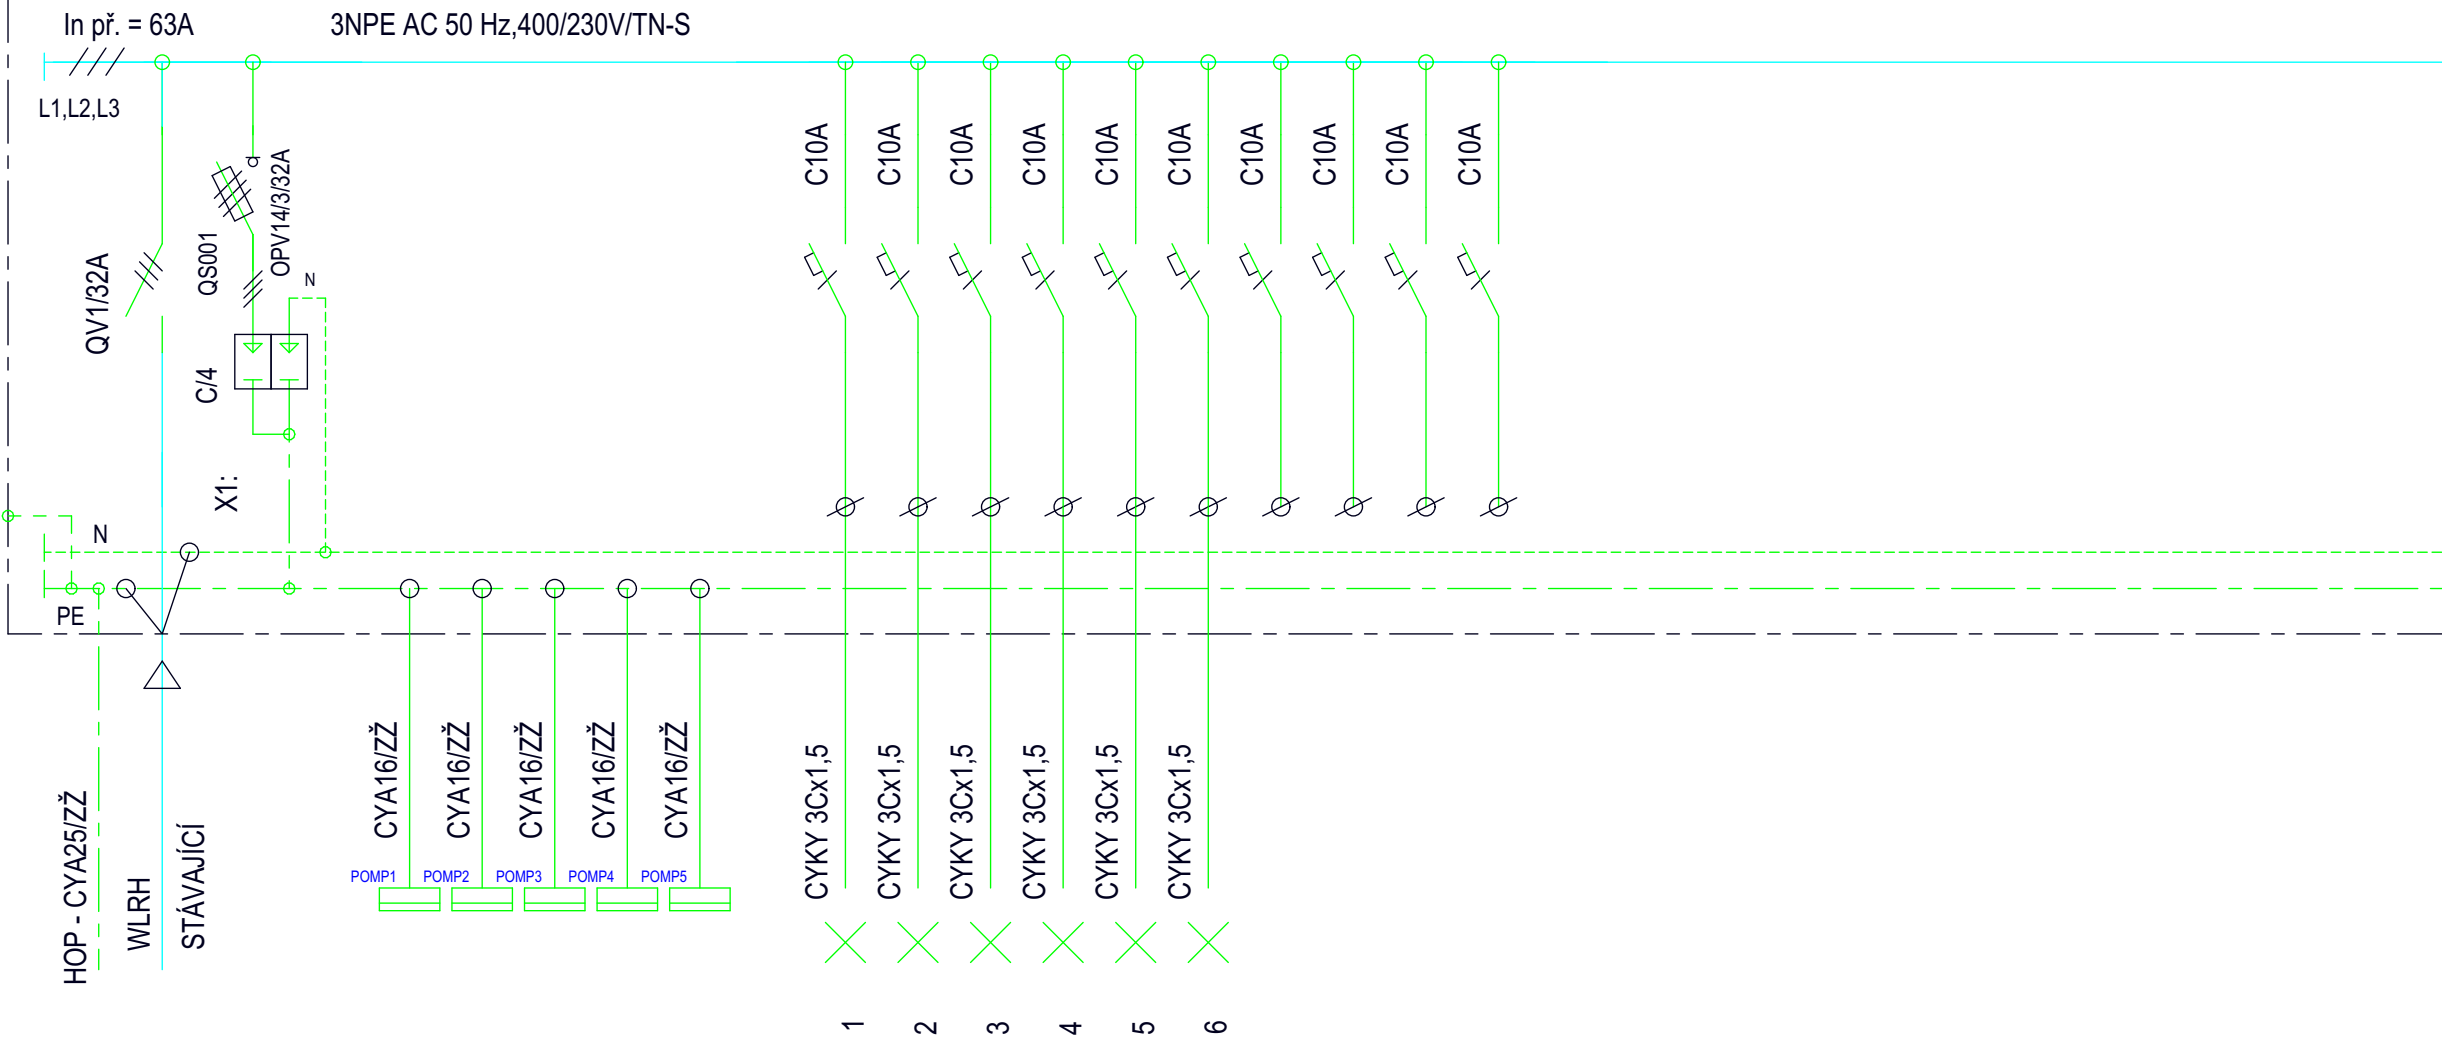 In př. = 63A
3NPE AC 50 Hz,400/230V/TN-S
L1,L2,L3
QV1/32A
QS001
OPV14/3/32A
N
C/4
X1:
C10A
C10A
C10A
C10A
C10A
C10A
C10A
C10A
C10A
C10A
N
PE
HOP - CYA25/ZŽ
WLRH
STÁVAJÍCÍ
CYA16/ZŽ
CYA16/ZŽ
CYA16/ZŽ
CYA16/ZŽ
CYA16/ZŽ
POMP1
POMP2
POMP3
POMP4
POMP5
CYKY 3Cx1,5
CYKY 3Cx1,5
CYKY 3Cx1,5
CYKY 3Cx1,5
CYKY 3Cx1,5
CYKY 3Cx1,5
1
2
3
4
5
6